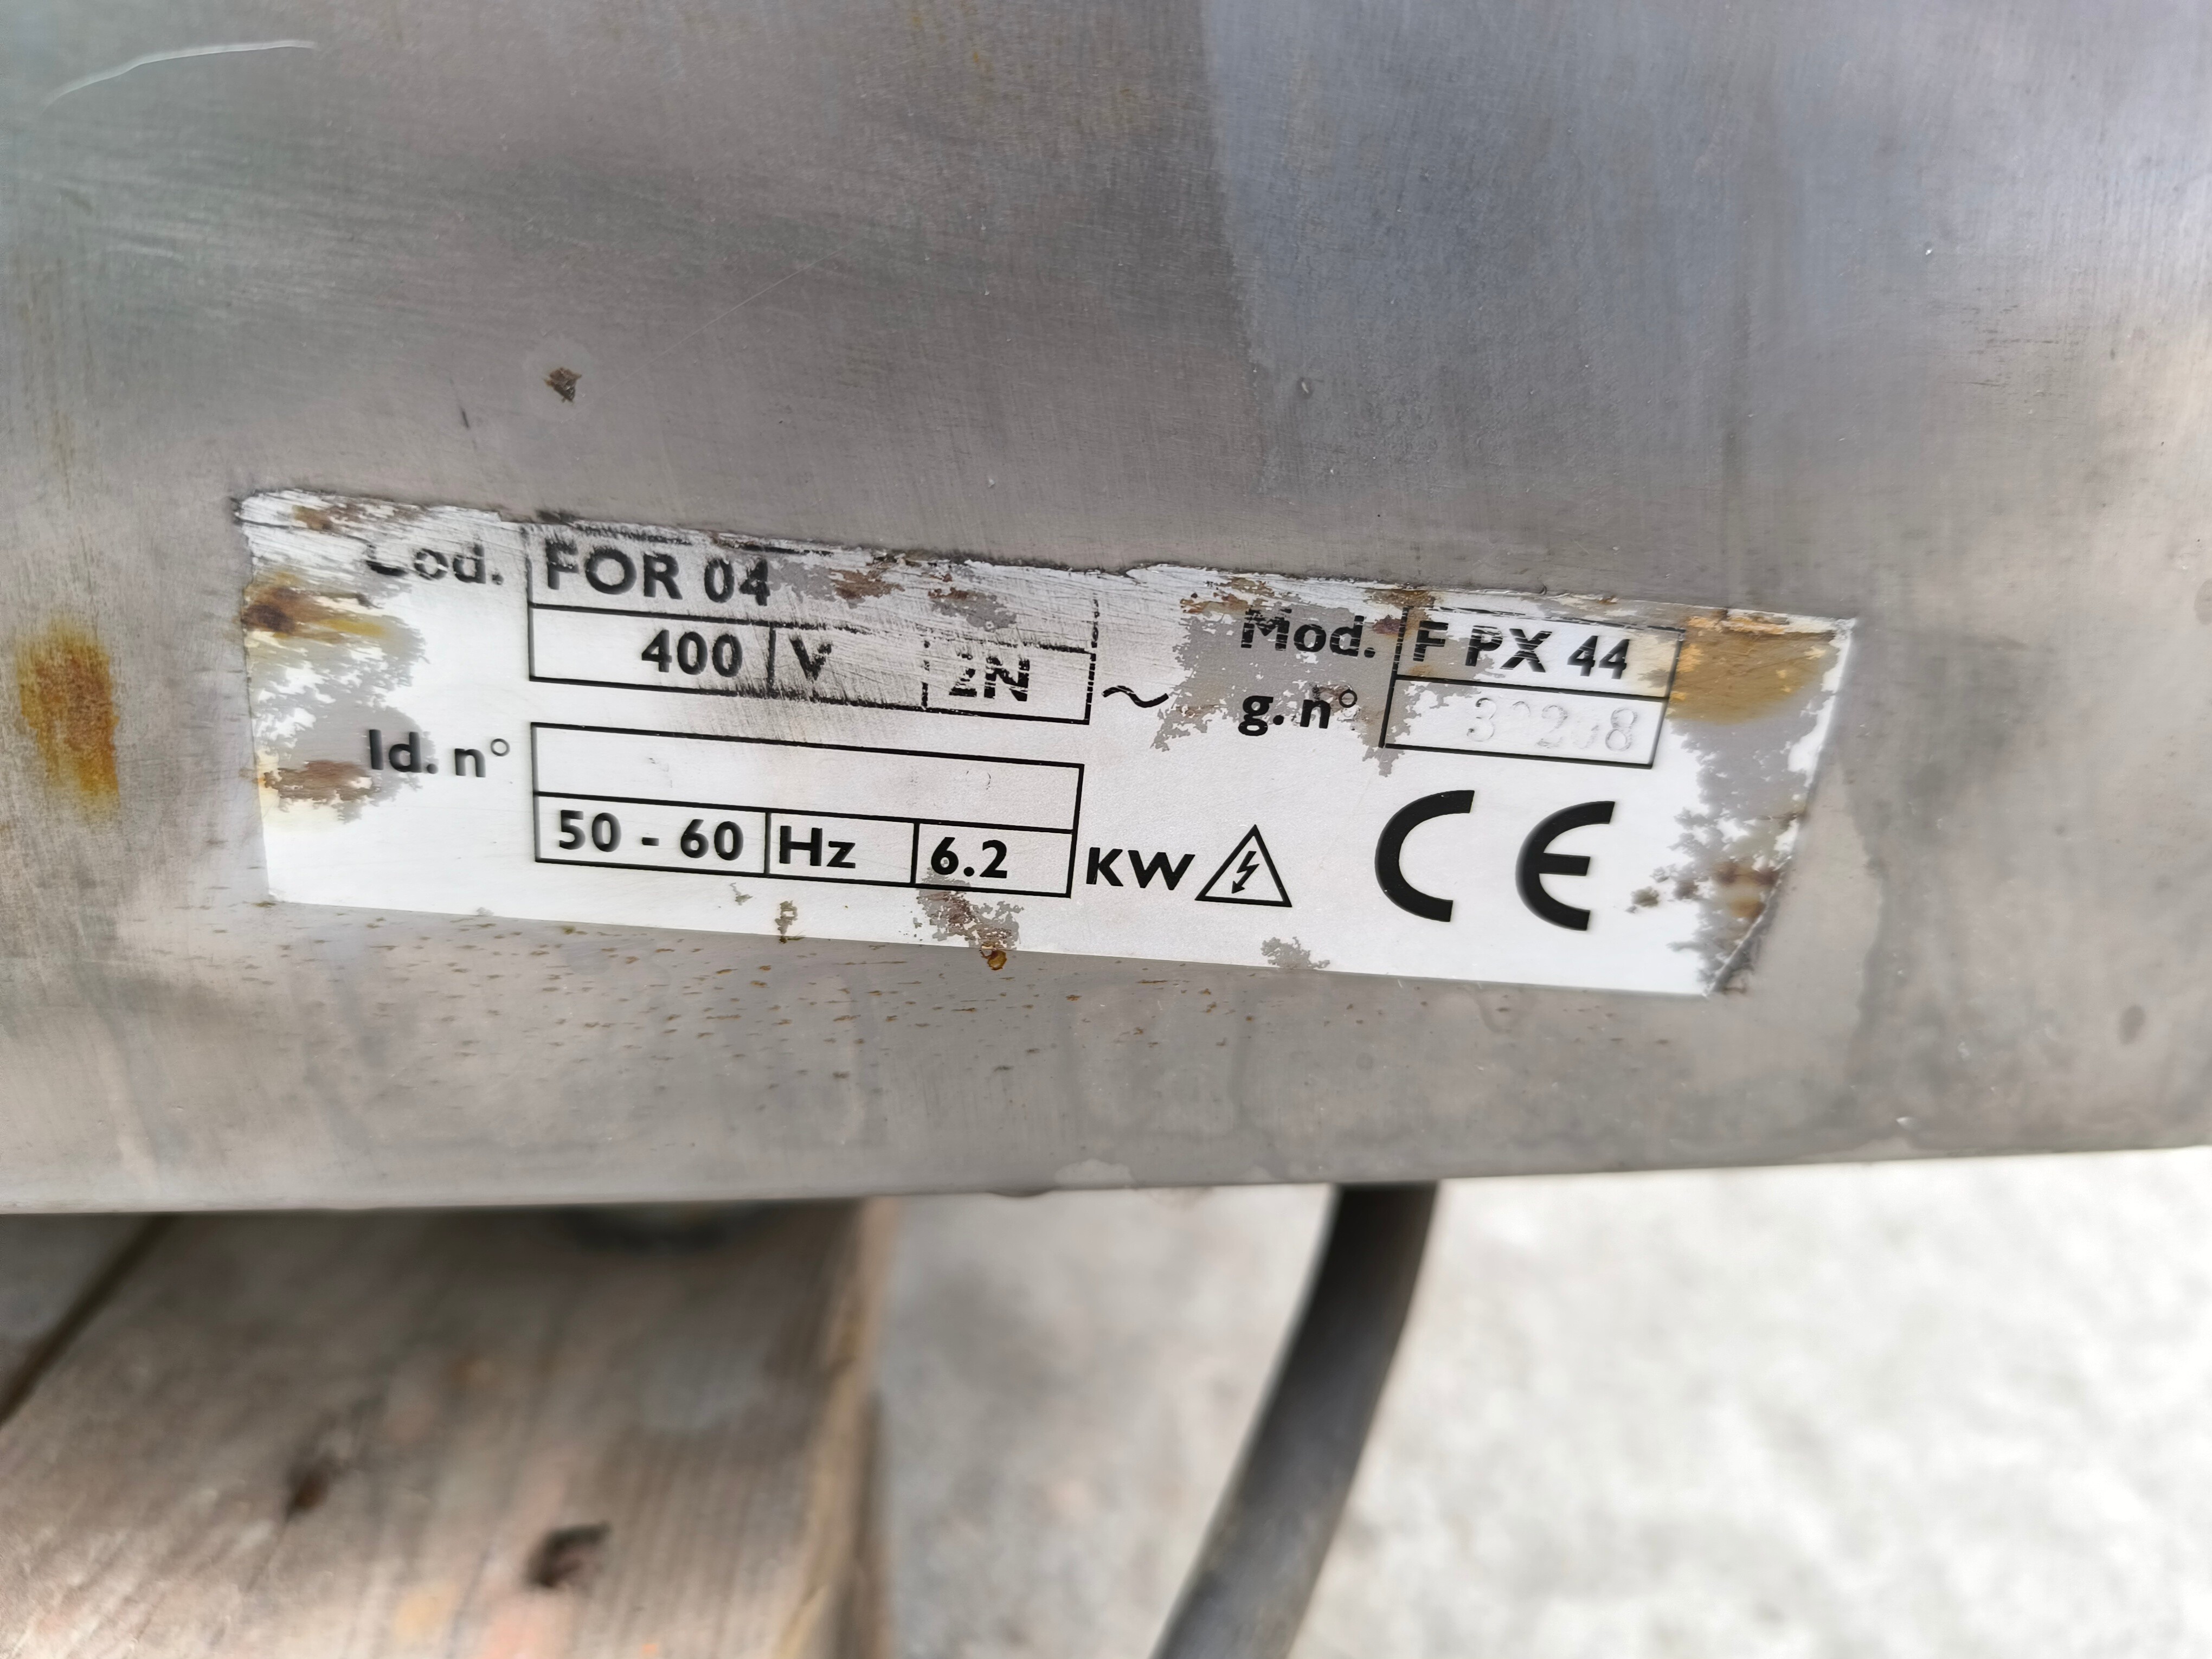 Cod. FOR 04
400 V 2N ~
Mod. F PX 44
g. n°
Id. n°
50 - 60 Hz 6.2 KW
CE